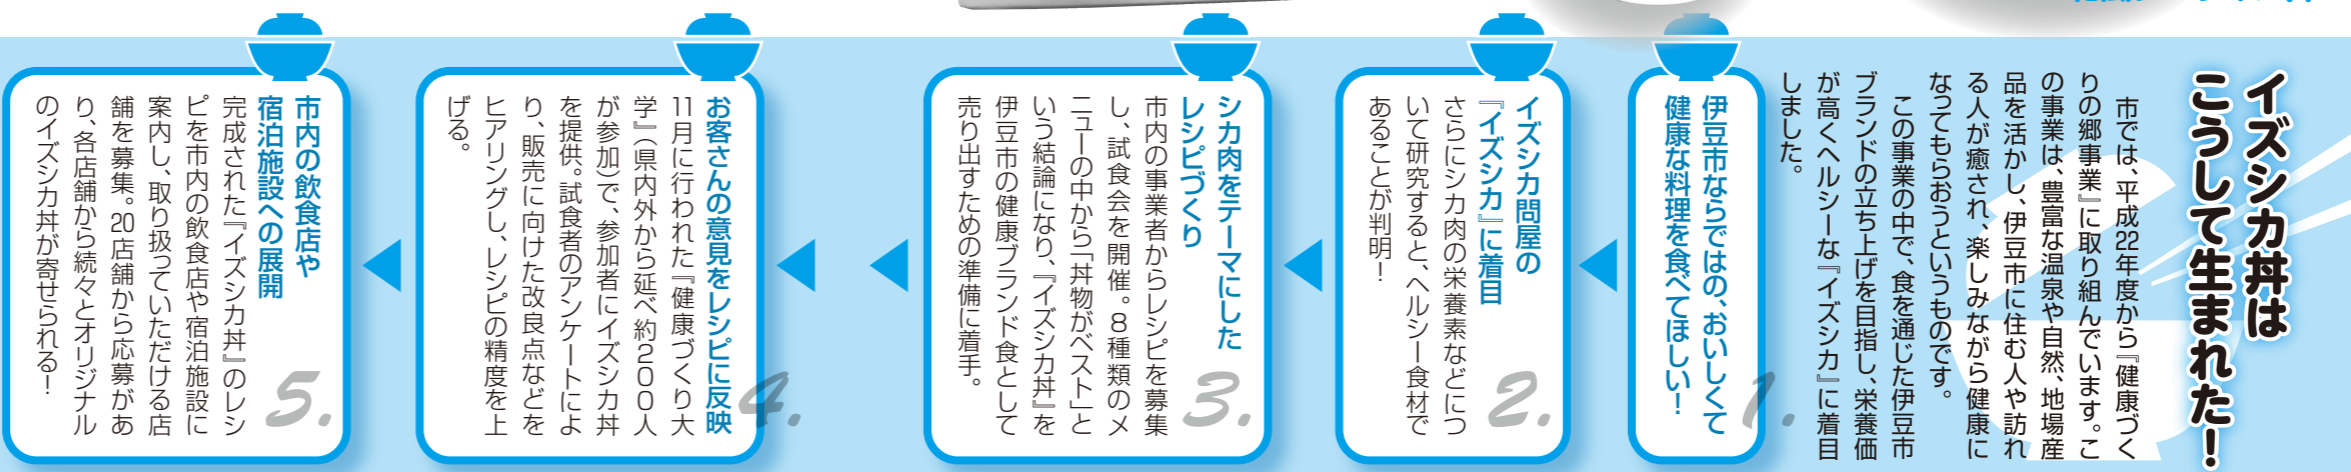 イズシカ丼は
こうして生まれた！
市では、平成22年度から『健康づく
りの郷事業』に取り組んでいます。こ
の事業は、豊富な温泉や自然、地場産
品を活かし、伊豆市に住む人や訪れ
る人が癒され、楽しみながら健康に
なってもらおうというものです。
この事業の中で、食を通じた伊豆市
ブランドの立ち上げを目指し、栄養価
が高くヘルシーな『イズシカ』に着目
しました。
1.
伊豆市ならではの、おいしくて
健康な料理を食べてほしい！
2.
イズシカ問屋の
『イズシカ』に着目
さらにシカ肉の栄養素などにつ
いて研究すると、ヘルシー食材で
あることが判明！
3.
シカ肉をテーマにした
レシピづくり
市内の事業者からレシピを募集
し、試食会を開催。８種類のメ
ニューの中から「丼物がベスト」と
いう結論になり、『イズシカ丼』を
伊豆市の健康ブランド食として
売り出すための準備に着手。
4.
お客さんの意見をレシピに反映
11月に行われた『健康づくり大
学』（県内外から延べ約２００人
が参加）で、参加者にイズシカ丼
を提供。試食者のアンケートによ
り、販売に向けた改良点などを
ヒアリングし、レシピの精度を上
げる。
5.
市内の飲食店や
宿泊施設への展開
完成された『イズシカ丼』のレシ
ピを市内の飲食店や宿泊施設に
案内し、取り扱っていただける店
舗を募集。20店舗から応募があ
り、各店舗から続々とオリジナル
のイズシカ丼が寄せられる！